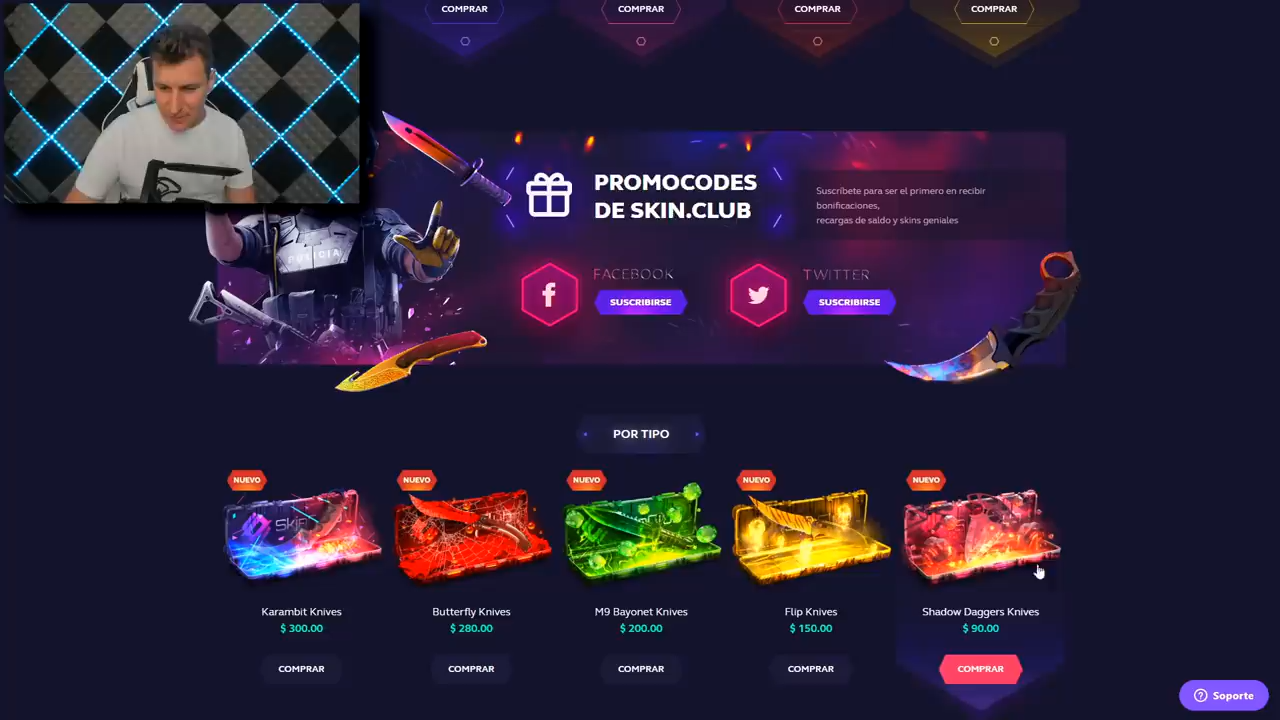 COMPRAR
COMPRAR
COMPRAR
COMPRAR
POLICIA
PROMOCODES
DE SKIN.CLUB
Suscríbete para ser el primero en recibir
bonificaciones,
recargas de saldo y skins geniales
FACEBOOK
SUSCRIBIRSE
TWITTER
SUSCRIBIRSE
POR TIPO
NUEVO
NUEVO
NUEVO
NUEVO
NUEVO
Karambit Knives
Butterfly Knives
M9 Bayonet Knives
Flip Knives
Shadow Daggers Knives
$ 300.00
$ 280.00
$ 200.00
$ 150.00
$ 90.00
COMPRAR
COMPRAR
COMPRAR
COMPRAR
COMPRAR
Soporte